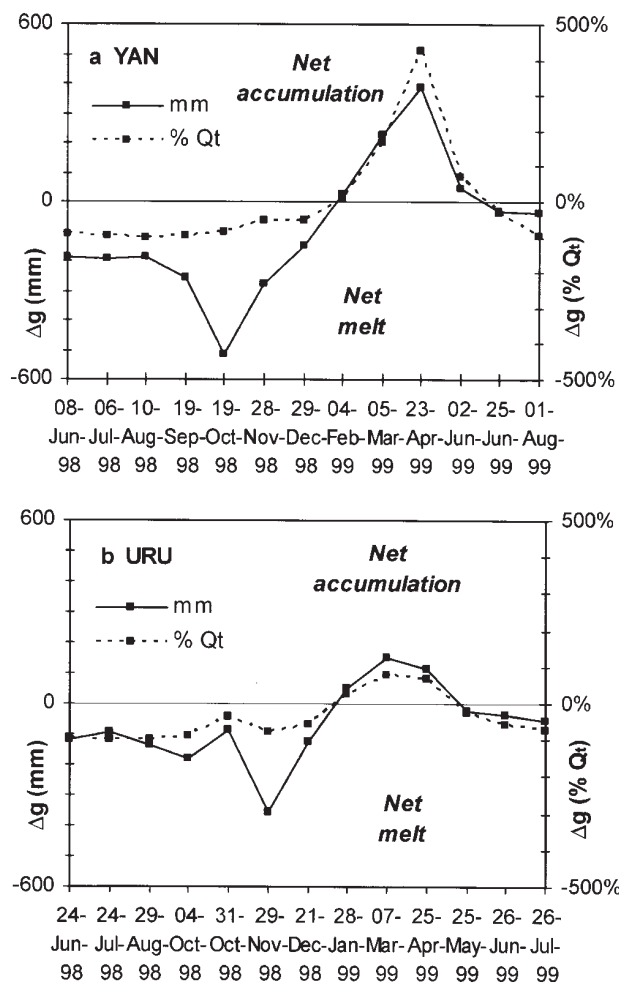 600
500%
a YAN
Net
accumulation
mm
% Qt
0
0%
Δg (mm)
Δg (% Qt)
Net
melt
-600
-500%
08- 06- 10- 19- 19- 28- 29- 04- 05- 23- 02- 25- 01-
Jun- Jul- Aug- Sep- Oct- Nov- Dec- Feb- Mar- Apr- Jun- Jun- Aug-
98 98 98 98 98 98 98 99 99 99 99 99 99
600
500%
b URU
Net
accumulation
mm
% Qt
0
0%
Δg (mm)
Δg (% Qt)
Net
melt
-600
-500%
24- 24- 29- 04- 31- 29- 21- 28- 07- 25- 25- 26- 26-
Jun- Jul- Aug- Oct- Oct- Nov- Dec- Jan- Mar- Apr- May- Jun- Jul-
98 98 98 98 98 98 98 99 99 99 99 99 99